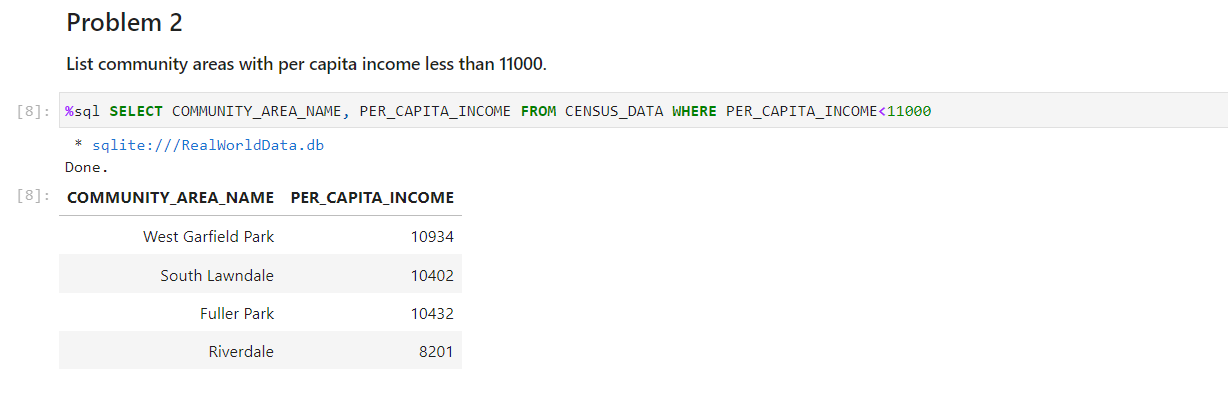 Problem 2
List community areas with per capita income less than 11000.
[8]: %sql SELECT COMMUNITY_AREA_NAME, PER_CAPITA_INCOME FROM CENSUS_DATA WHERE PER_CAPITA_INCOME<11000
* sqlite:///RealWorldData.db
Done.
[8]: COMMUNITY_AREA_NAME PER_CAPITA_INCOME
West Garfield Park 10934
South Lawndale 10402
Fuller Park 10432
Riverdale 8201